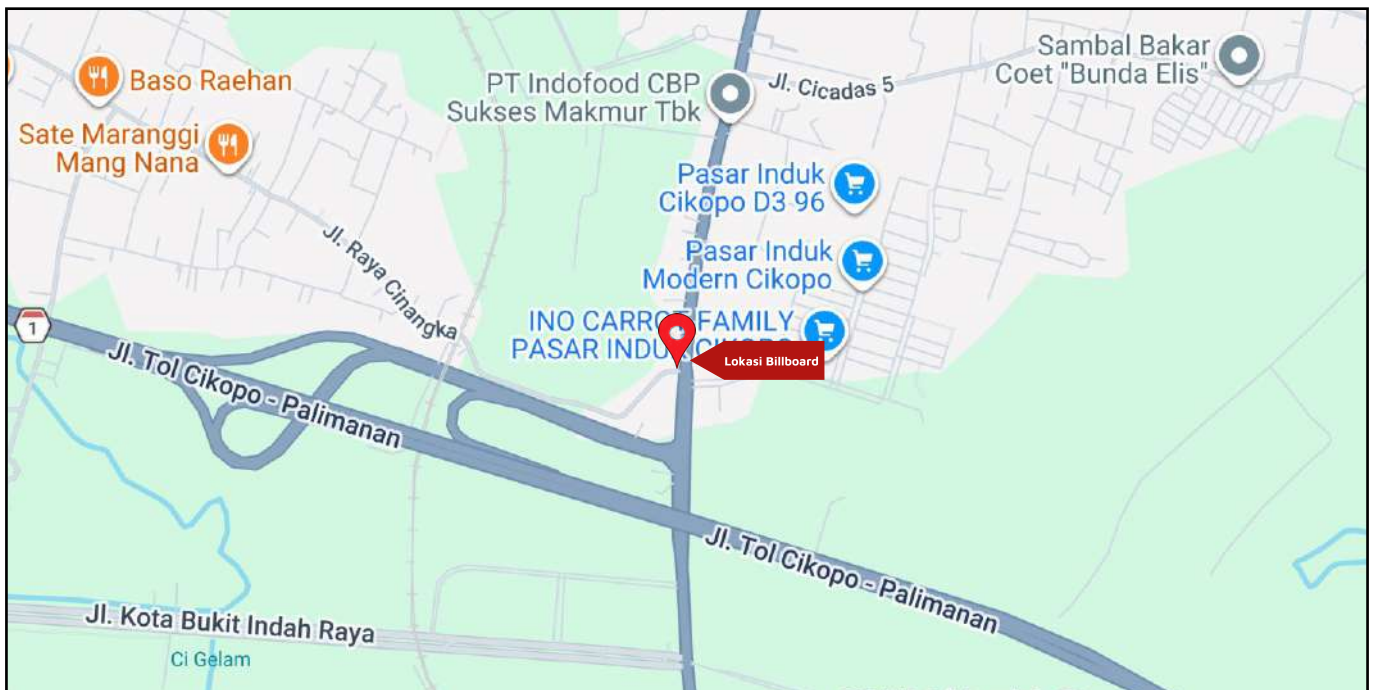 Sambal Bakar
Coet "Bunda Elis"
Baso Raehan
PT Indofood CBP
Sukses Makmur Tbk
Jl. Cicadas 5
Sate Maranggi
Mang Nana
Pasar Induk
Cikopo D3 96
Jl. Raya Cinangka
Pasar Induk
Modern Cikopo
1
INO CARROT FAMILY
PASAR INDUK CIKOPO
Lokasi Billboard
Jl. Tol Cikopo - Palimanan
Jl. Tol Cikopo - Palimanan
Jl. Kota Bukit Indah Raya
Ci Gelam